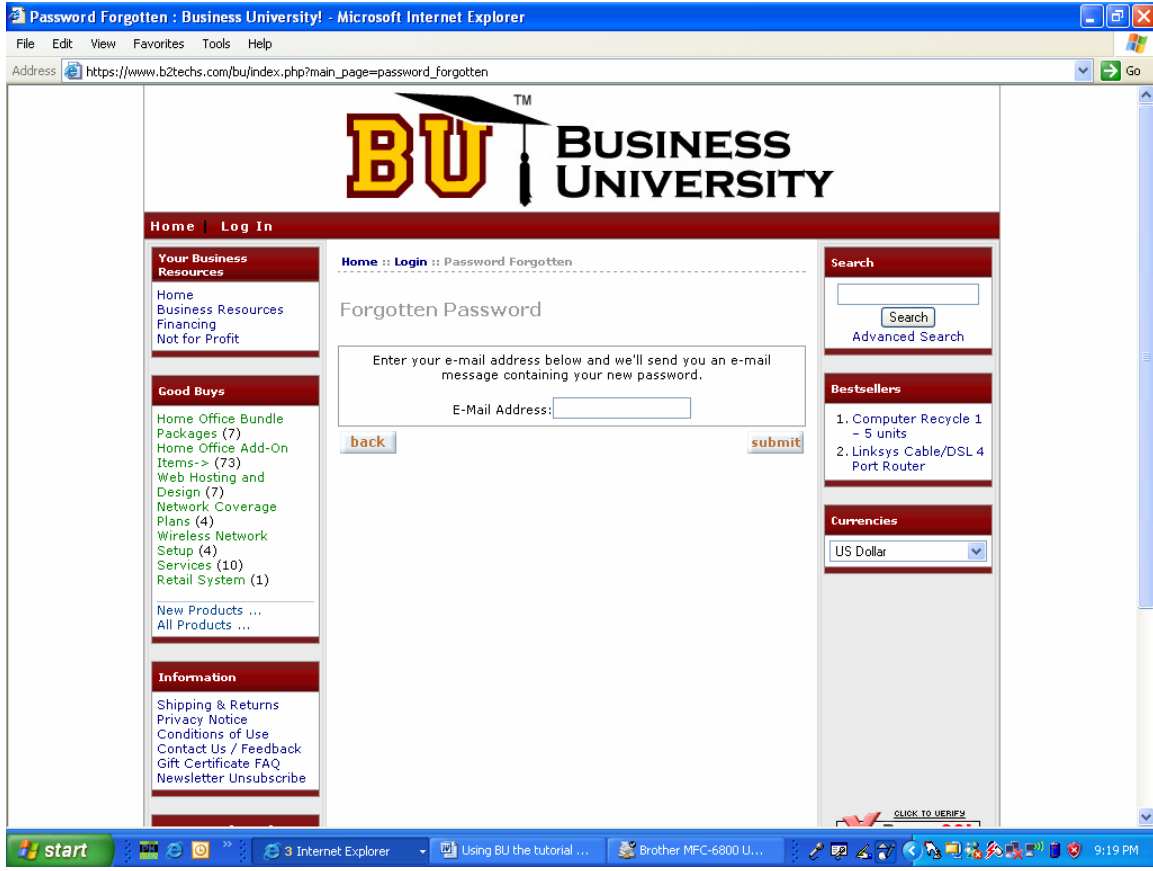 Password Forgotten : Business University! - Microsoft Internet Explorer
File Edit View Favorites Tools Help
Address https://www.b2techs.com/bu/index.php?main_page=password_forgotten Go
BU TM BUSINESS
UNIVERSITY
Home | Log In
Your Business
Resources
Home
Business Resources
Financing
Not for Profit
Good Buys
Home Office Bundle
Packages (7)
Home Office Add-On
Items-> (73)
Web Hosting and
Design (7)
Network Coverage
Plans (4)
Wireless Network
Setup (4)
Services (10)
Retail System (1)
New Products ...
All Products ...
Information
Shipping & Returns
Privacy Notice
Conditions of Use
Contact Us / Feedback
Gift Certificate FAQ
Newsletter Unsubscribe
Home :: Login :: Password Forgotten
Forgotten Password
Enter your e-mail address below and we'll send you an e-mail
message containing your new password.
E-Mail Address:
back submit
Search
Search
Advanced Search
Bestsellers
1. Computer Recycle 1
- 5 units
2. Linksys Cable/DSL 4
Port Router
Currencies
US Dollar
CLICK TO VERIFY
start 3 Internet Explorer Using BU the tutorial ... Brother MFC-6800 U... 9:19 PM